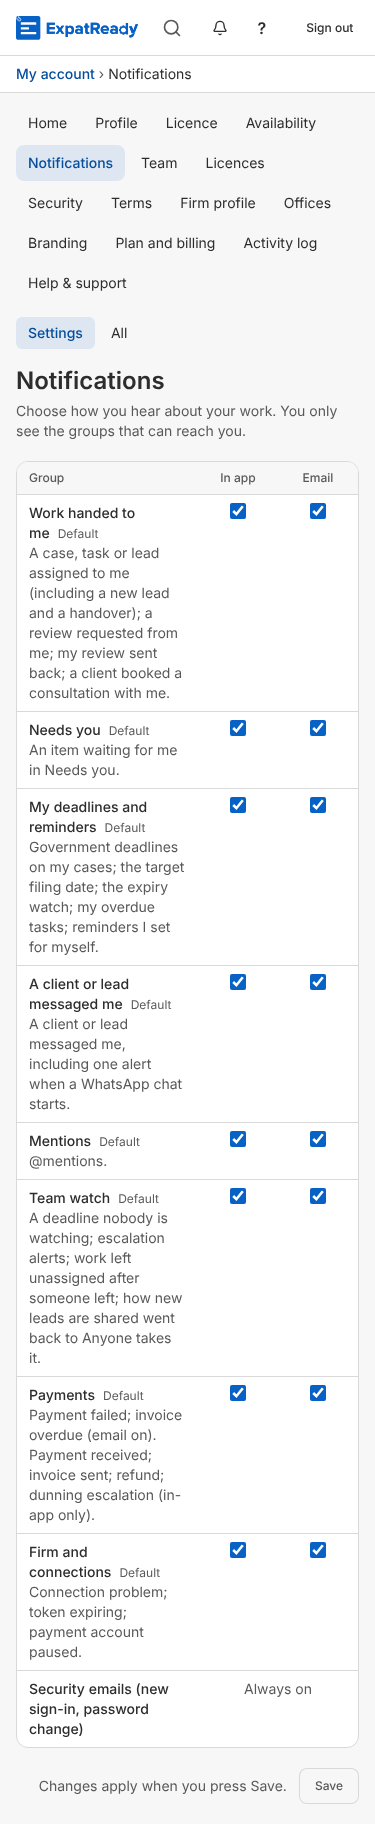 ExpatReady ? Sign out
My account › Notifications
Home Profile Licence Availability
Notifications Team Licences
Security Terms Firm profile Offices
Branding Plan and billing Activity log
Help & support
Settings All
Notifications
Choose how you hear about your work. You only
see the groups that can reach you.
Group In app Email
Work handed to
me Default
A case, task or lead
assigned to me
(including a new lead
and a handover); a
review requested from
me; my review sent
back; a client booked a
consultation with me.
Needs you Default
An item waiting for me
in Needs you.
My deadlines and
reminders Default
Government deadlines
on my cases; the target
filing date; the expiry
watch; my overdue
tasks; reminders I set
for myself.
A client or lead
messaged me Default
A client or lead
messaged me,
including one alert
when a WhatsApp chat
starts.
Mentions Default
@mentions.
Team watch Default
A deadline nobody is
watching; escalation
alerts; work left
unassigned after
someone left; how new
leads are shared went
back to Anyone takes
it.
Payments Default
Payment failed; invoice
overdue (email on).
Payment received;
invoice sent; refund;
dunning escalation (in-
app only).
Firm and
connections Default
Connection problem;
token expiring;
payment account
paused.
Security emails (new
sign-in, password
change)
Always on
Changes apply when you press Save. Save